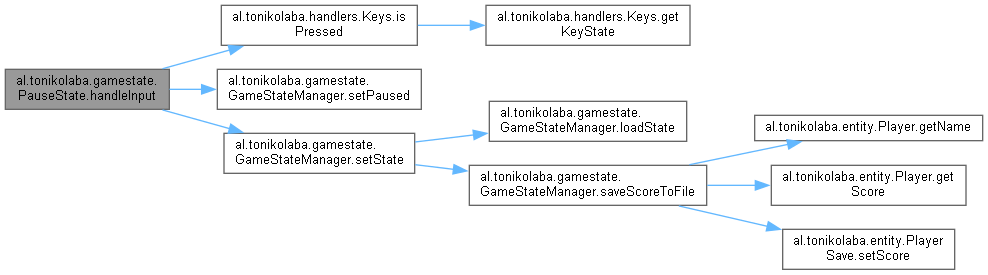 al.tonikolaba.gamestate.
PauseState.handleInput
al.tonikolaba.handlers.Keys.is
Pressed
al.tonikolaba.handlers.Keys.get
KeyState
al.tonikolaba.gamestate.
GameStateManager.setPaused
al.tonikolaba.gamestate.
GameStateManager.setState
al.tonikolaba.gamestate.
GameStateManager.loadState
al.tonikolaba.gamestate.
GameStateManager.saveScoreToFile
al.tonikolaba.entity.Player.getName
al.tonikolaba.entity.Player.get
Score
al.tonikolaba.entity.Player
Save.setScore